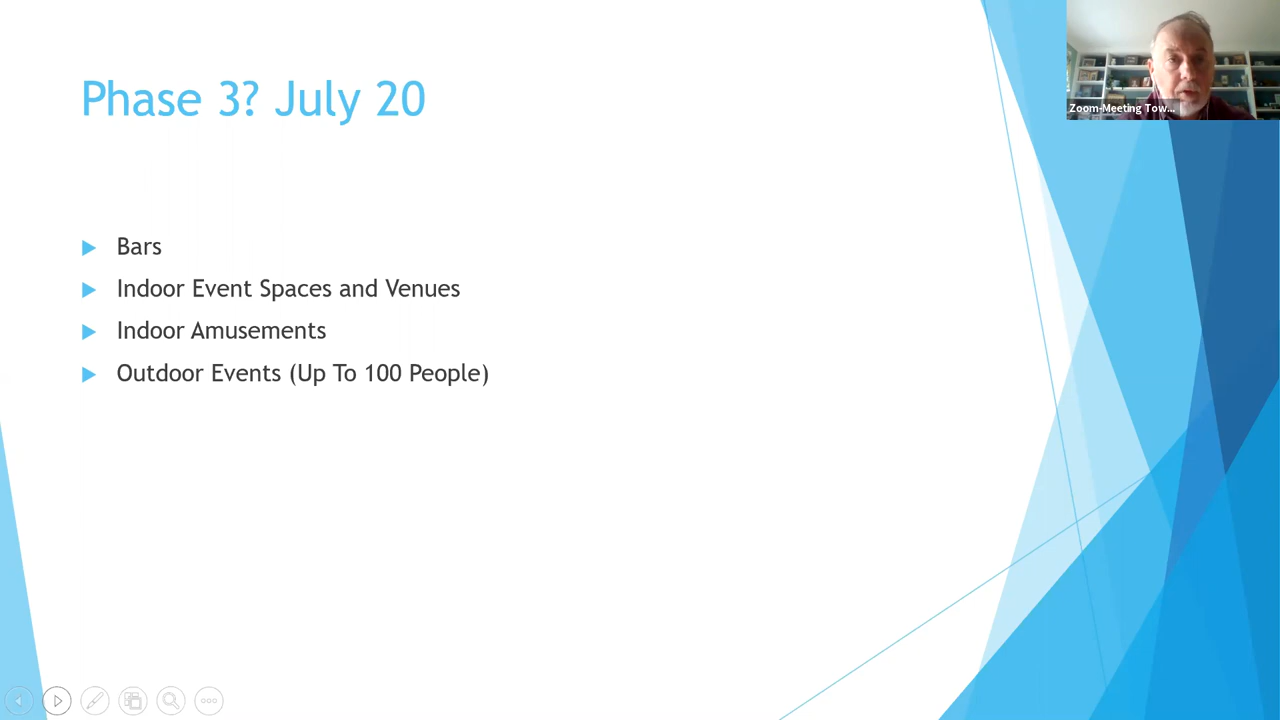 Phase 3? July 20
Zoom-Meeting Tow...
Bars
Indoor Event Spaces and Venues
Indoor Amusements
Outdoor Events (Up To 100 People)